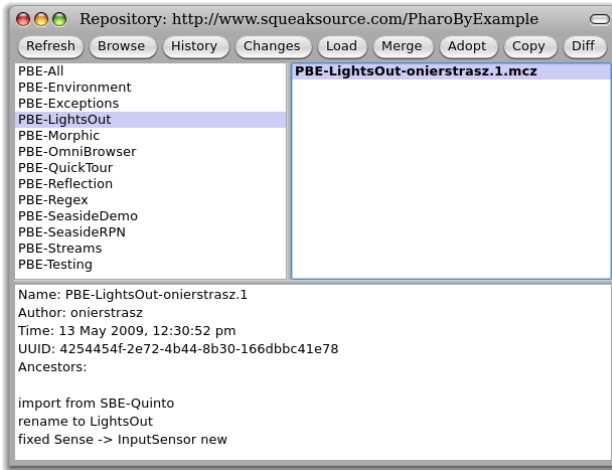 Repository: http://www.squeaksource.com/PharoByExample
Refresh Browse History Changes Load Merge Adopt Copy Diff
PBE-All
PBE-Environment
PBE-Exceptions
PBE-LightsOut
PBE-Morphic
PBE-OmniBrowser
PBE-QuickTour
PBE-Reflection
PBE-Regex
PBE-SeasideDemo
PBE-SeasideRPN
PBE-Streams
PBE-Testing
PBE-LightsOut-onierstrasz.1.mcz
Name: PBE-LightsOut-onierstrasz.1
Author: onierstrasz
Time: 13 May 2009, 12:30:52 pm
UUID: 4254454f-2e72-4b44-8b30-166dbbc41e78
Ancestors:
import from SBE-Quinto
rename to LightsOut
fixed Sense -> InputSensor new